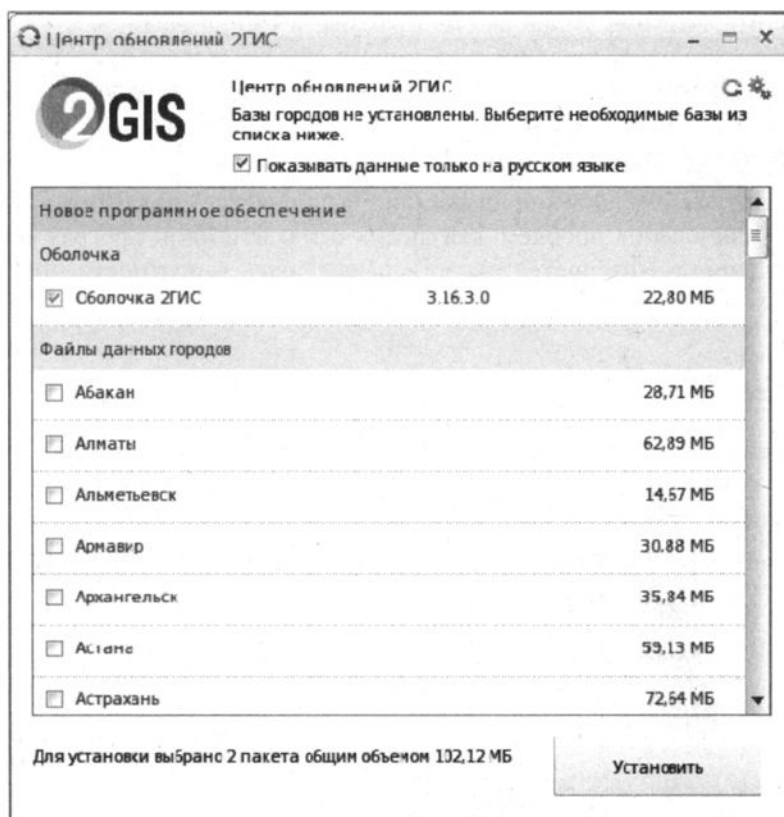 Центр обновлений 2ГИС
2GIS
Центр обновлений 2ГИС
Базы городов не установлены. Выберите необходимые базы из
списка ниже.
Показывать данные только на русском языке
Новое программное обеспечение
Оболочка
Оболочка 2ГИС 3.16.3.0 22,80 МБ
Файлы данных городов
Абакан 28,71 МБ
Алматы 62,89 МБ
Альметьевск 14,57 МБ
Армавир 30.88 МБ
Архангельск 35,84 МБ
Астана 59,13 МБ
Астрахань 72,54 МБ
Для установки выбрано 2 пакета общим объемом 102,12 МБ
Установить